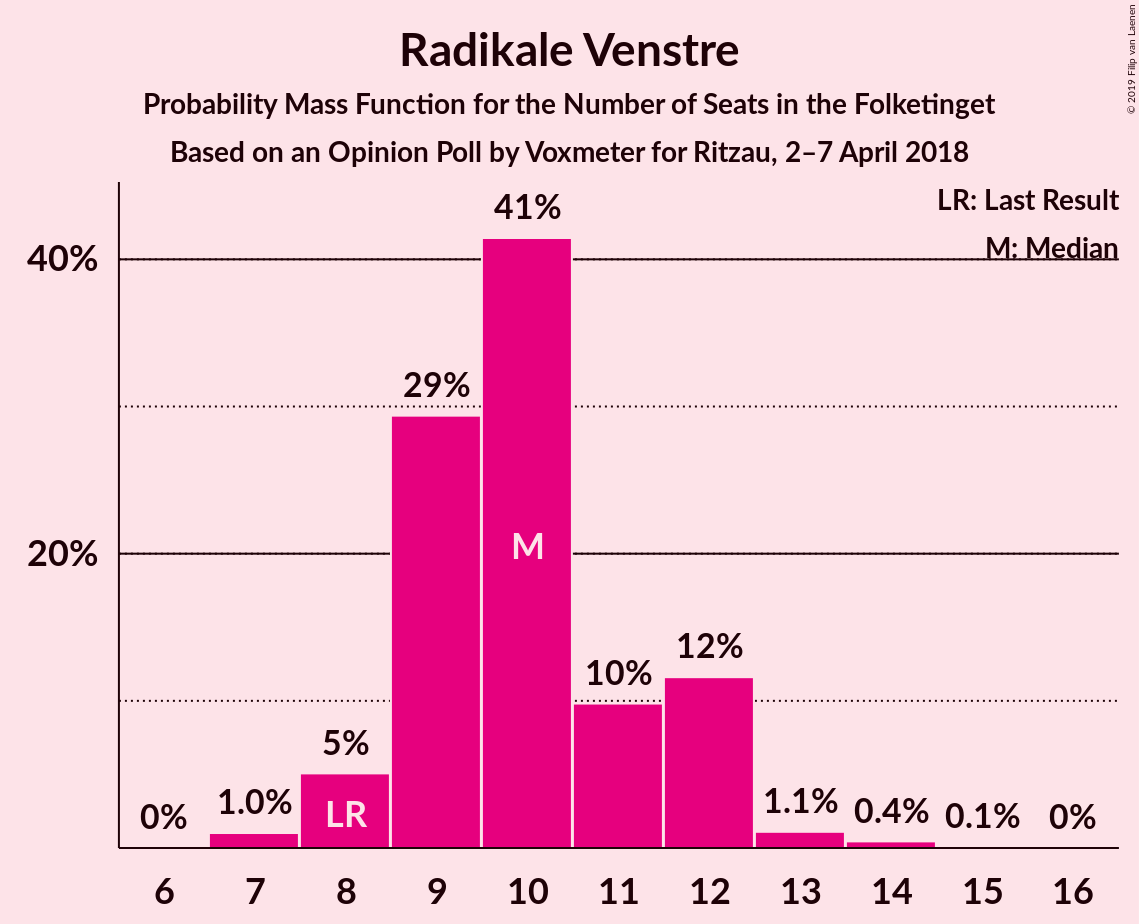 Radikale Venstre
Probability Mass Function for the Number of Seats in the Folketinget
Based on an Opinion Poll by Voxmeter for Ritzau, 2–7 April 2018
© 2019 Filip van Laenen
LR: Last Result
M: Median
40%
20%
0%
1.0%
5%
29%
41%
10%
12%
1.1%
0.4%
0.1%
0%
LR
M
6 7 8 9 10 11 12 13 14 15 16